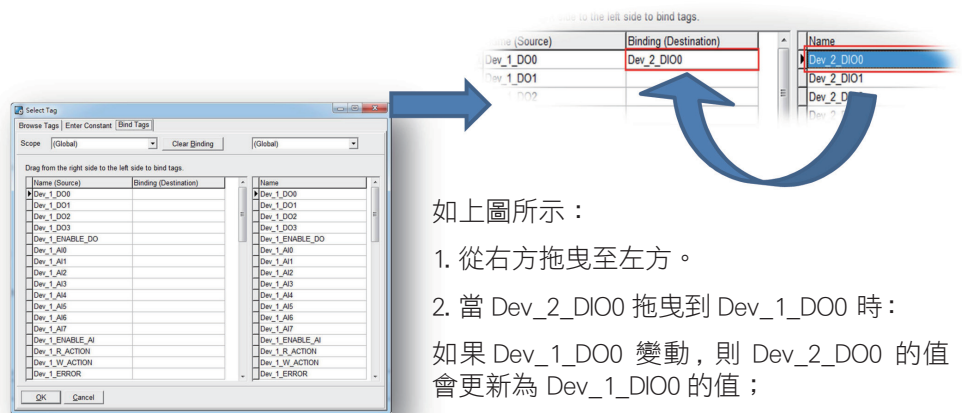 to the left side to bind tags.
(Source) Binding (Destination) Name
Dev_1_DO0 Dev_2_DIO0 Dev_2_DIO0
Dev_1_DO1 Dev_2_DIO1
DO2
Select Tag
Browse Tags Enter Constant Bind Tags
Scope (Global) Clear Binding (Global)
Drag from the right side to the left side to bind tags.
Name (Source) Binding (Destination) Name
Dev_1_DO0 Dev_1_DO0
Dev_1_DO1 Dev_1_DO1
Dev_1_DO2 Dev_1_DO2
Dev_1_DO3 Dev_1_DO3
Dev_1_ENABLE_DO Dev_1_ENABLE_DO
Dev_1_AI0 Dev_1_AI0
Dev_1_AI1 Dev_1_AI1
Dev_1_AI2 Dev_1_AI2
Dev_1_AI3 Dev_1_AI3
Dev_1_AI4 Dev_1_AI4
Dev_1_AI5 Dev_1_AI5
Dev_1_AI6 Dev_1_AI6
Dev_1_AI7 Dev_1_AI7
Dev_1_ENABLE_AI Dev_1_ENABLE_AI
Dev_1_R_ACTION Dev_1_R_ACTION
Dev_1_W_ACTION Dev_1_W_ACTION
Dev_1_ERROR Dev_1_ERROR
OK Cancel
如上圖所示：
1. 從右方拖曳至左方。
2. 當 Dev_2_DIO0 拖曳到 Dev_1_DO0 時：
如果 Dev_1_DO0 變動，則 Dev_2_DO0 的值
會更新為 Dev_1_DIO0 的值；